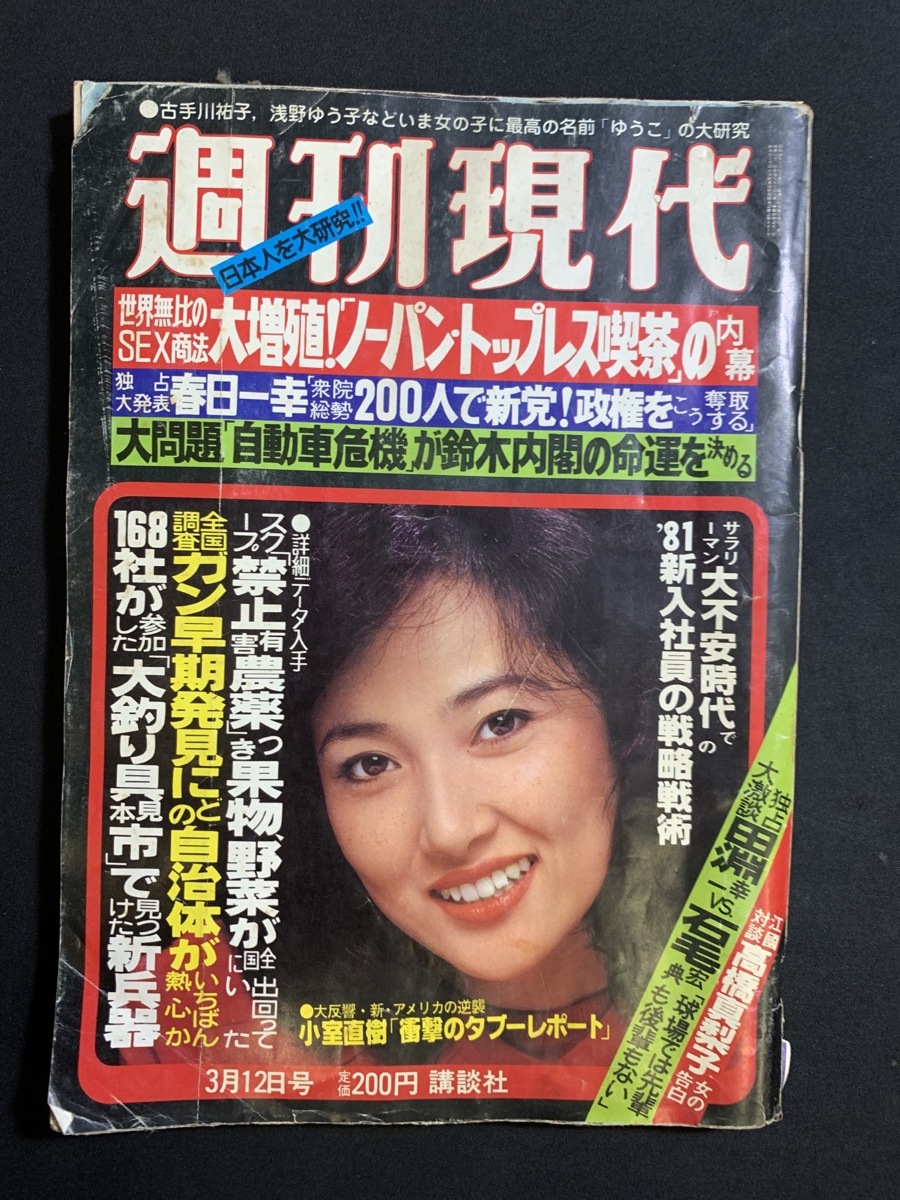 ●古手川祐子，浅野ゆう子などいま女の子に最高の名前「ゆうこ」の大研究
週刊現代
日本人を大研究!!
世界無比のSEX商法大増殖!「ノーパン・トップレス喫茶」の内幕
独占大発表春日一幸「衆院総勢200人で新党!政権をこう奪取する」
大問題「自動車危機」が鈴木内閣の命運を決める
サラリーマン大不安時代での
'81新入社員の戦略戦術
●詳細データ入手
スクープ「禁止有害農薬」つき果物、野菜が全国に出回っていた
全国調査ガン早期発見にどの自治体がいちばん熱心か
168社が参加した「大釣り具見本市」で見つけた新兵器
独占大激談田淵幸一VS.石毛宏典「球場では先輩も後輩もない」
江國対談髙橋真梨子・女の告白
●大反響・新・アメリカの逆襲
小室直樹「衝撃のタブーレポート」
3月12日号 定価200円 講談社